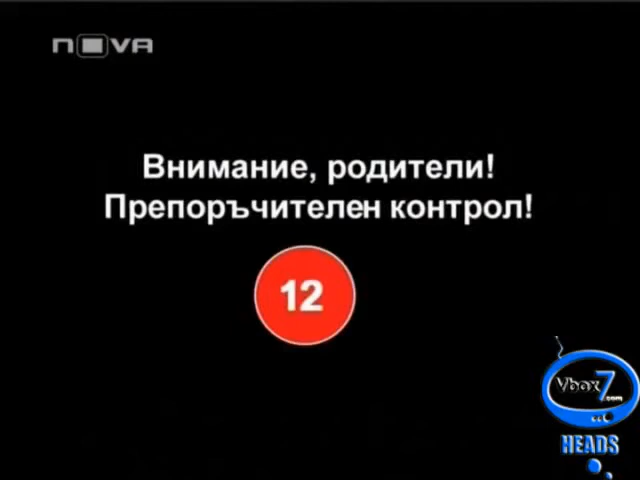 NOVA
Внимание, родители!
Препоръчителен контрол!
12
Vbox7.com
HEADS